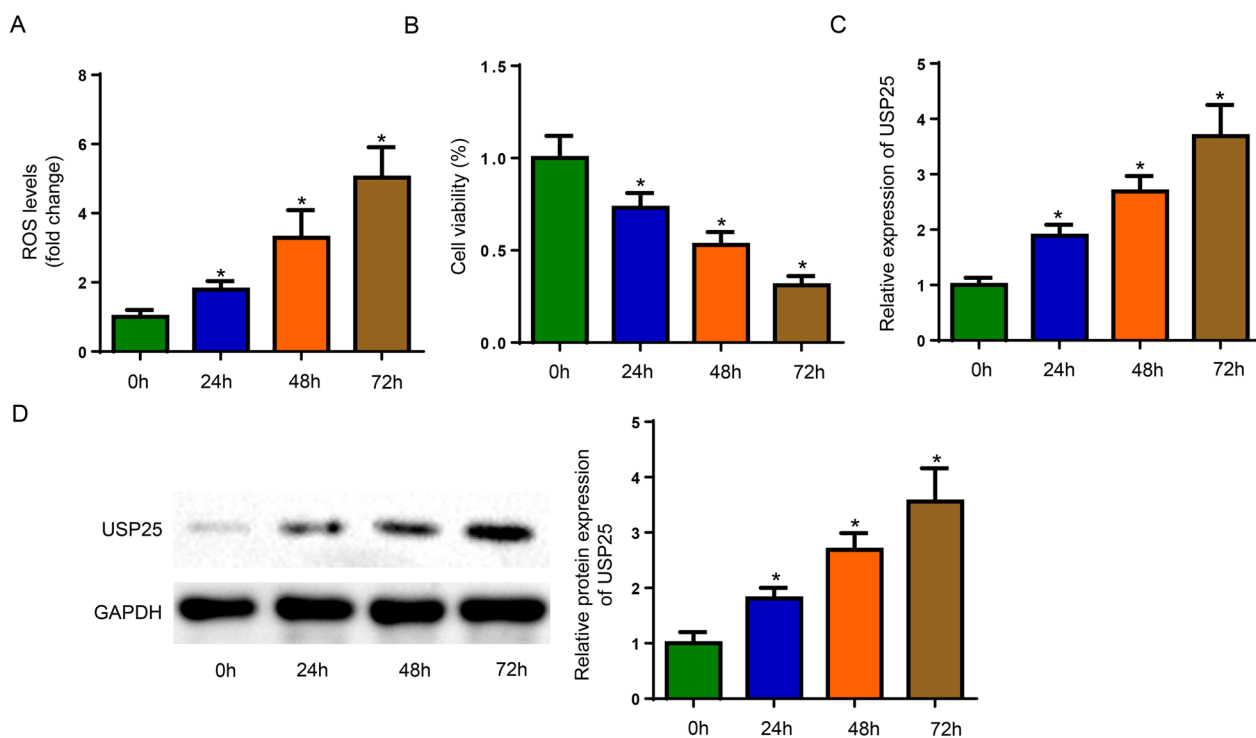 A
ROS levels
(fold change)
8
6
4
2
0
*
*
*
0h
24h
48h
72h
B
Cell viability (%)
1.5
1.0
0.5
0.0
*
*
*
0h
24h
48h
72h
C
Relative expression of USP25
5
4
3
2
1
0
*
*
*
0h
24h
48h
72h
D
USP25
GAPDH
0h
24h
48h
72h
Relative protein expression
of USP25
5
4
3
2
1
0
*
*
*
0h
24h
48h
72h